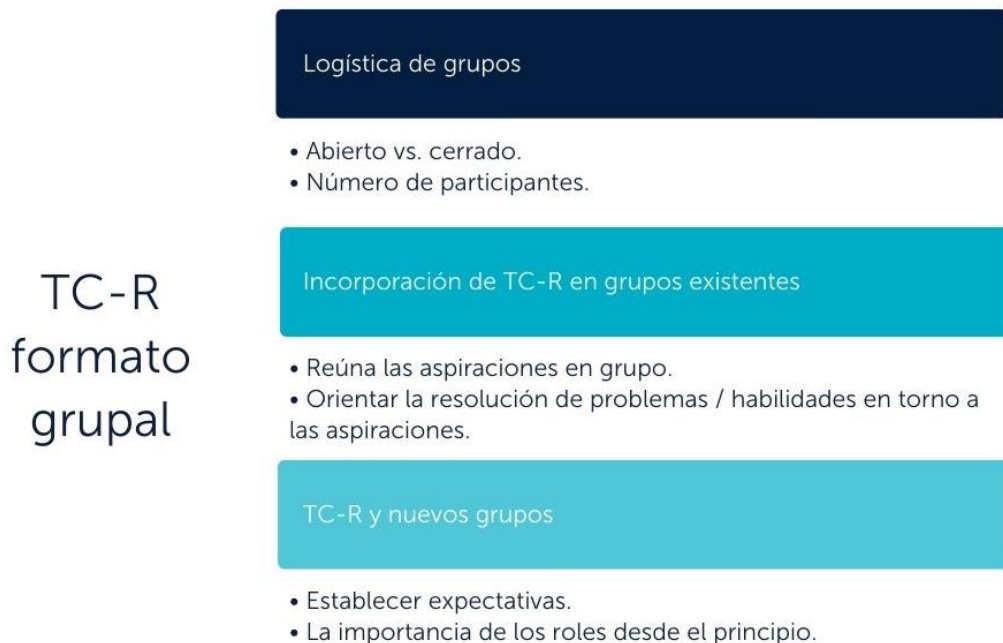 TC-R
formato
grupal
Logística de grupos
• Abierto vs. cerrado.
• Número de participantes.
Incorporación de TC-R en grupos existentes
• Reúna las aspiraciones en grupo.
• Orientar la resolución de problemas / habilidades en torno a
las aspiraciones.
TC-R y nuevos grupos
• Establecer expectativas.
• La importancia de los roles desde el principio.